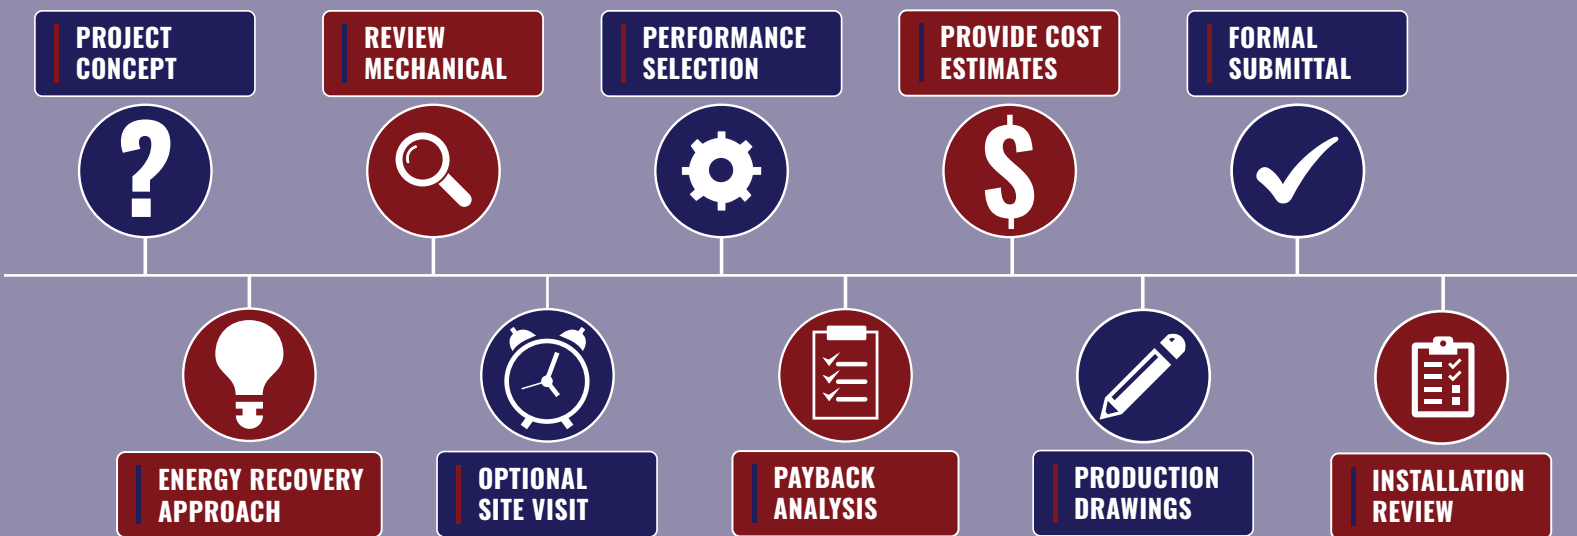 PROJECT
CONCEPT
REVIEW
MECHANICAL
PERFORMANCE
SELECTION
PROVIDE COST
ESTIMATES
FORMAL
SUBMITTAL
?
$
ENERGY RECOVERY
APPROACH
OPTIONAL
SITE VISIT
PAYBACK
ANALYSIS
PRODUCTION
DRAWINGS
INSTALLATION
REVIEW